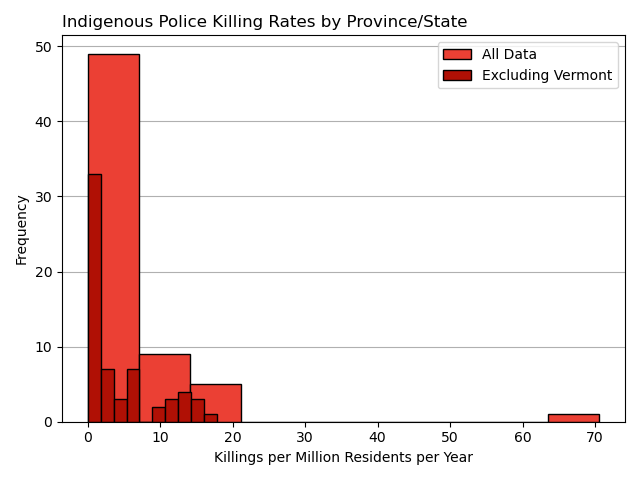 Indigenous Police Killing Rates by Province/State
All Data
Excluding Vermont
50
40
30
20
10
0
Frequency
0 10 20 30 40 50 60 70
Killings per Million Residents per Year